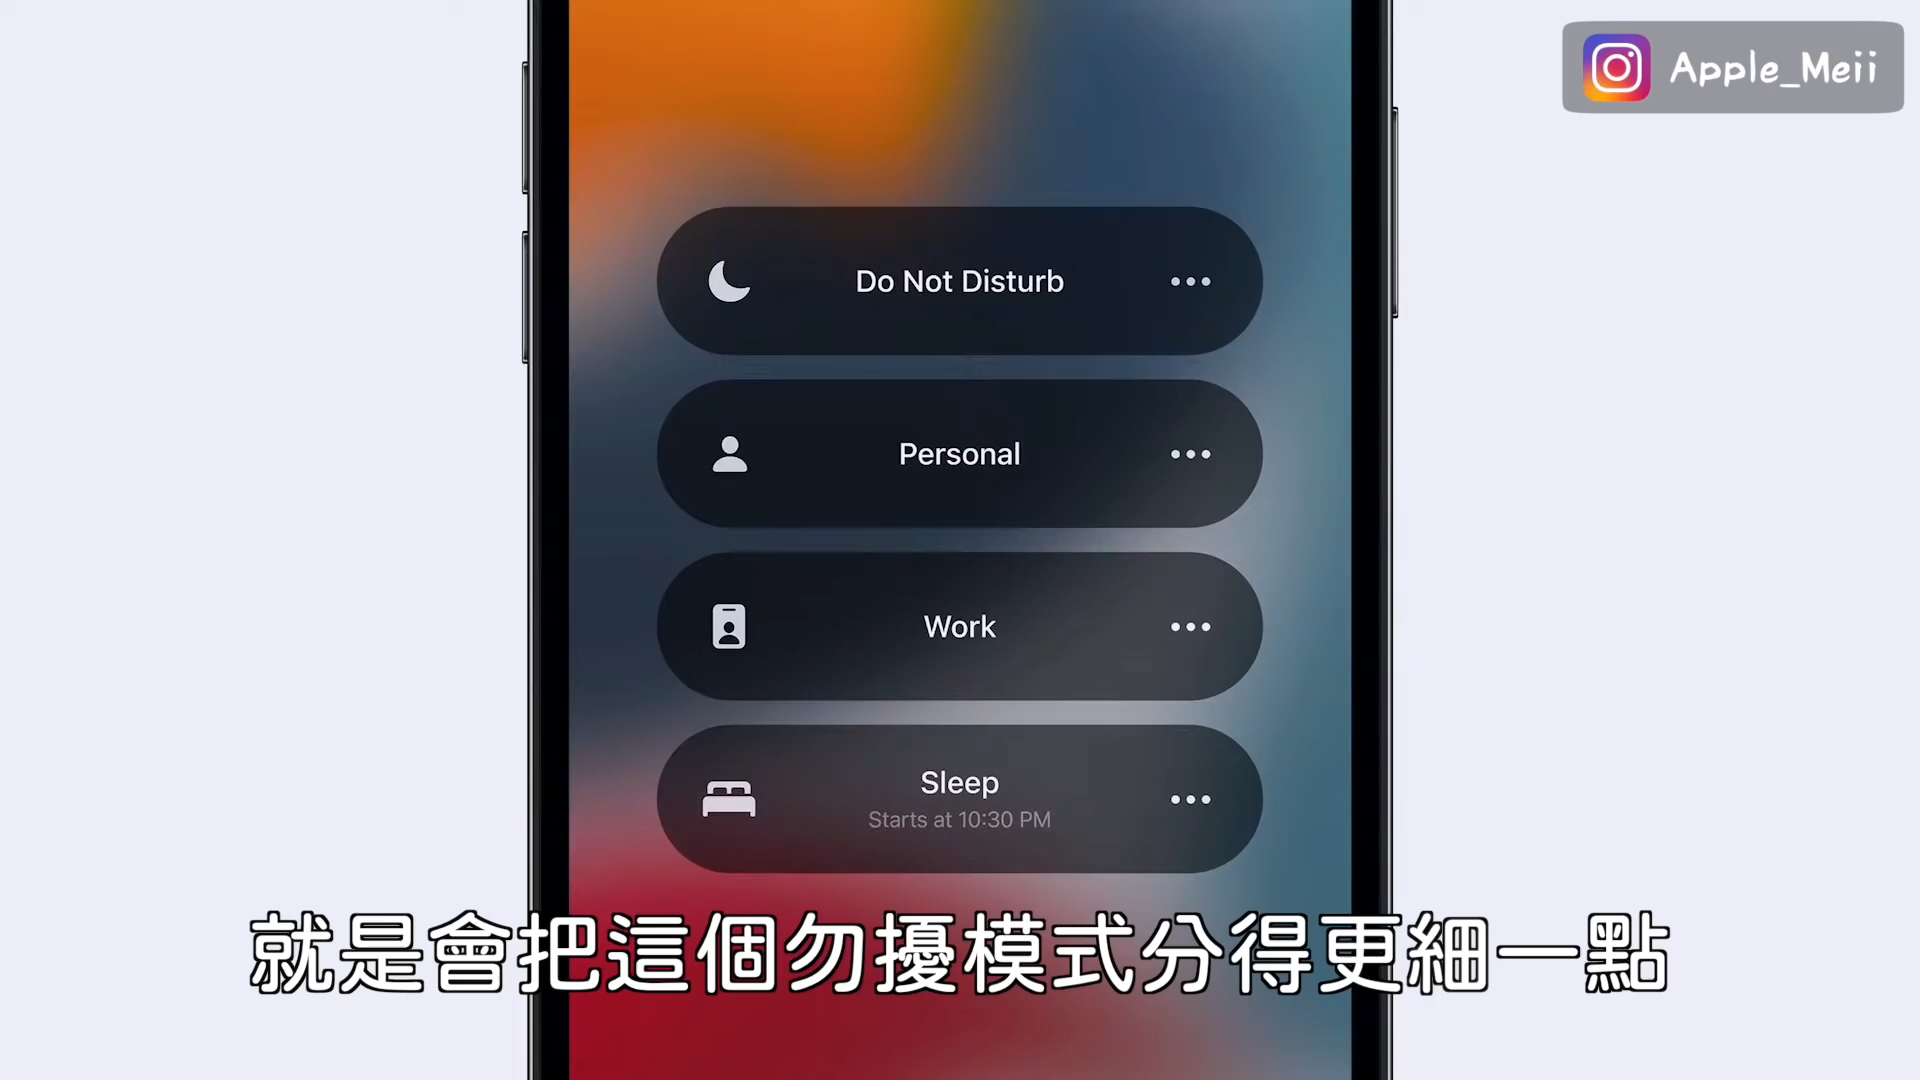 Apple_Meii
Do Not Disturb
Personal
Work
Sleep
Starts at 10:30 PM
就是會把這個勿擾模式分得更細一點